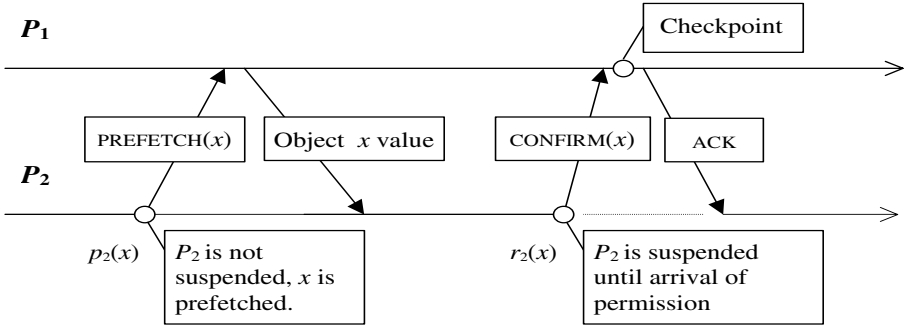 P1
Checkpoint
PREFETCH(x)
Object x value
CONFIRM(x)
ACK
P2
p2(x)
P2 is not
suspended, x is
prefetched.
r2(x)
P2 is suspended
until arrival of
permission